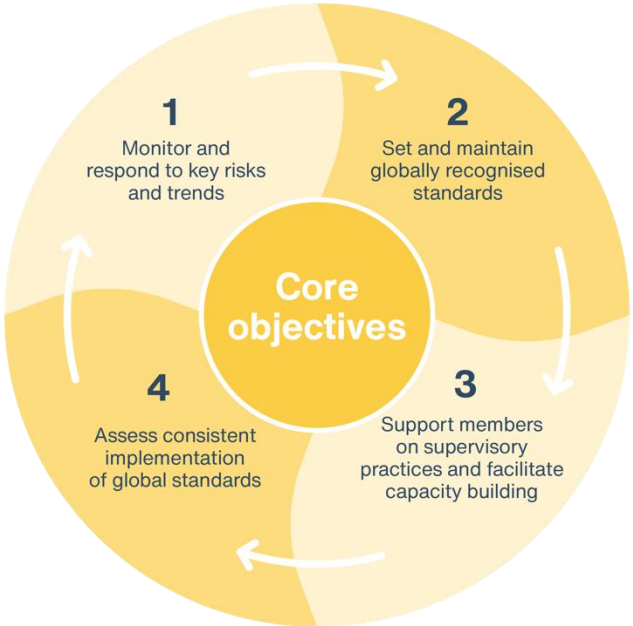 1
Monitor and
respond to key risks
and trends
2
Set and maintain
globally recognised
standards
Core
objectives
3
Support members
on supervisory
practices and facilitate
capacity building
4
Assess consistent
implementation
of global standards